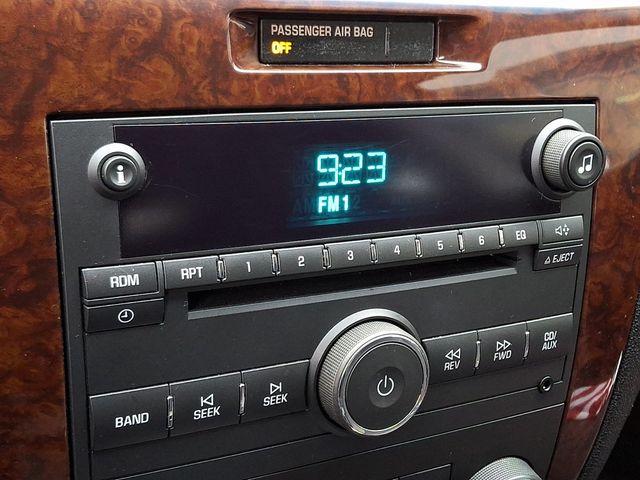 PASSENGER AIR BAG
OFF
9:23
FM1
RDM
RPT
1
2
3
4
5
6
EQ
EJECT
BAND
SEEK
SEEK
REV
FWD
CD/
AUX